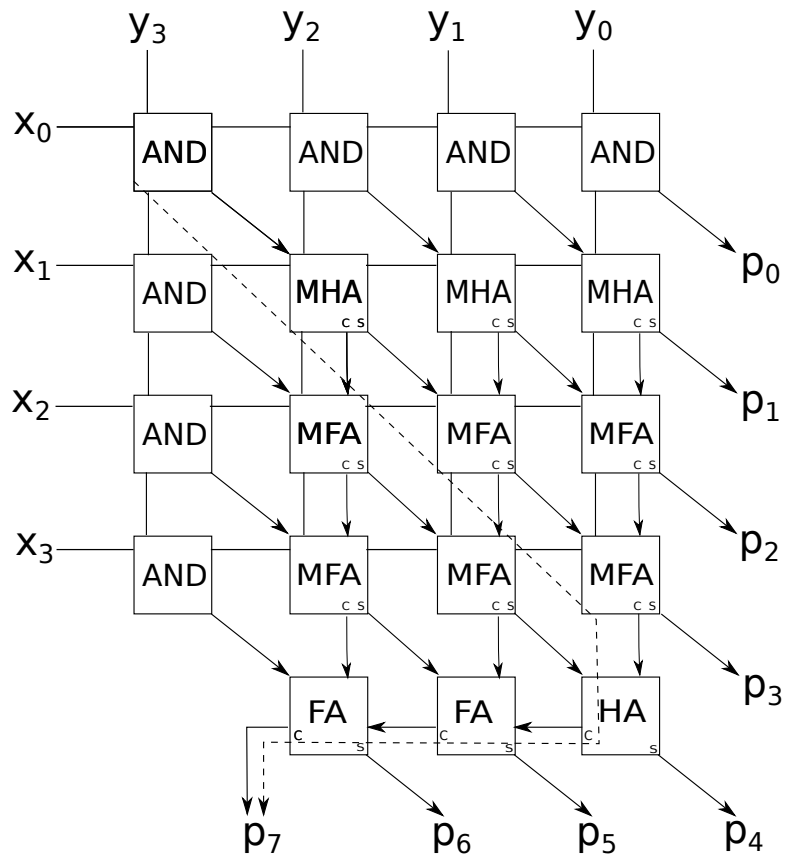 y3 y2 y1 y0
x0 AND AND AND AND
p0
x1 AND MHA MHA MHA
C S C S C S
p1
x2 AND MFA MFA MFA
C S C S C S
p2
x3 AND MFA MFA MFA
C S C S C S
p3
FA FA HA
C C C
S S S
p7 p6 p5 p4